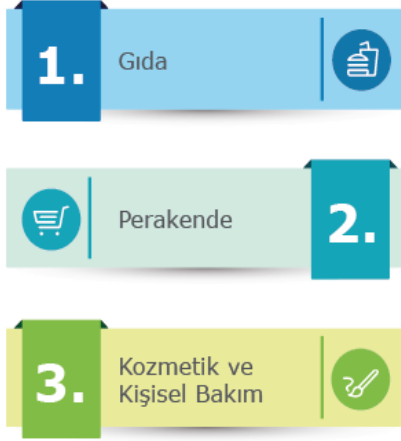 1. Gıda
Perakende 2.
3. Kozmetik ve
Kişisel Bakım